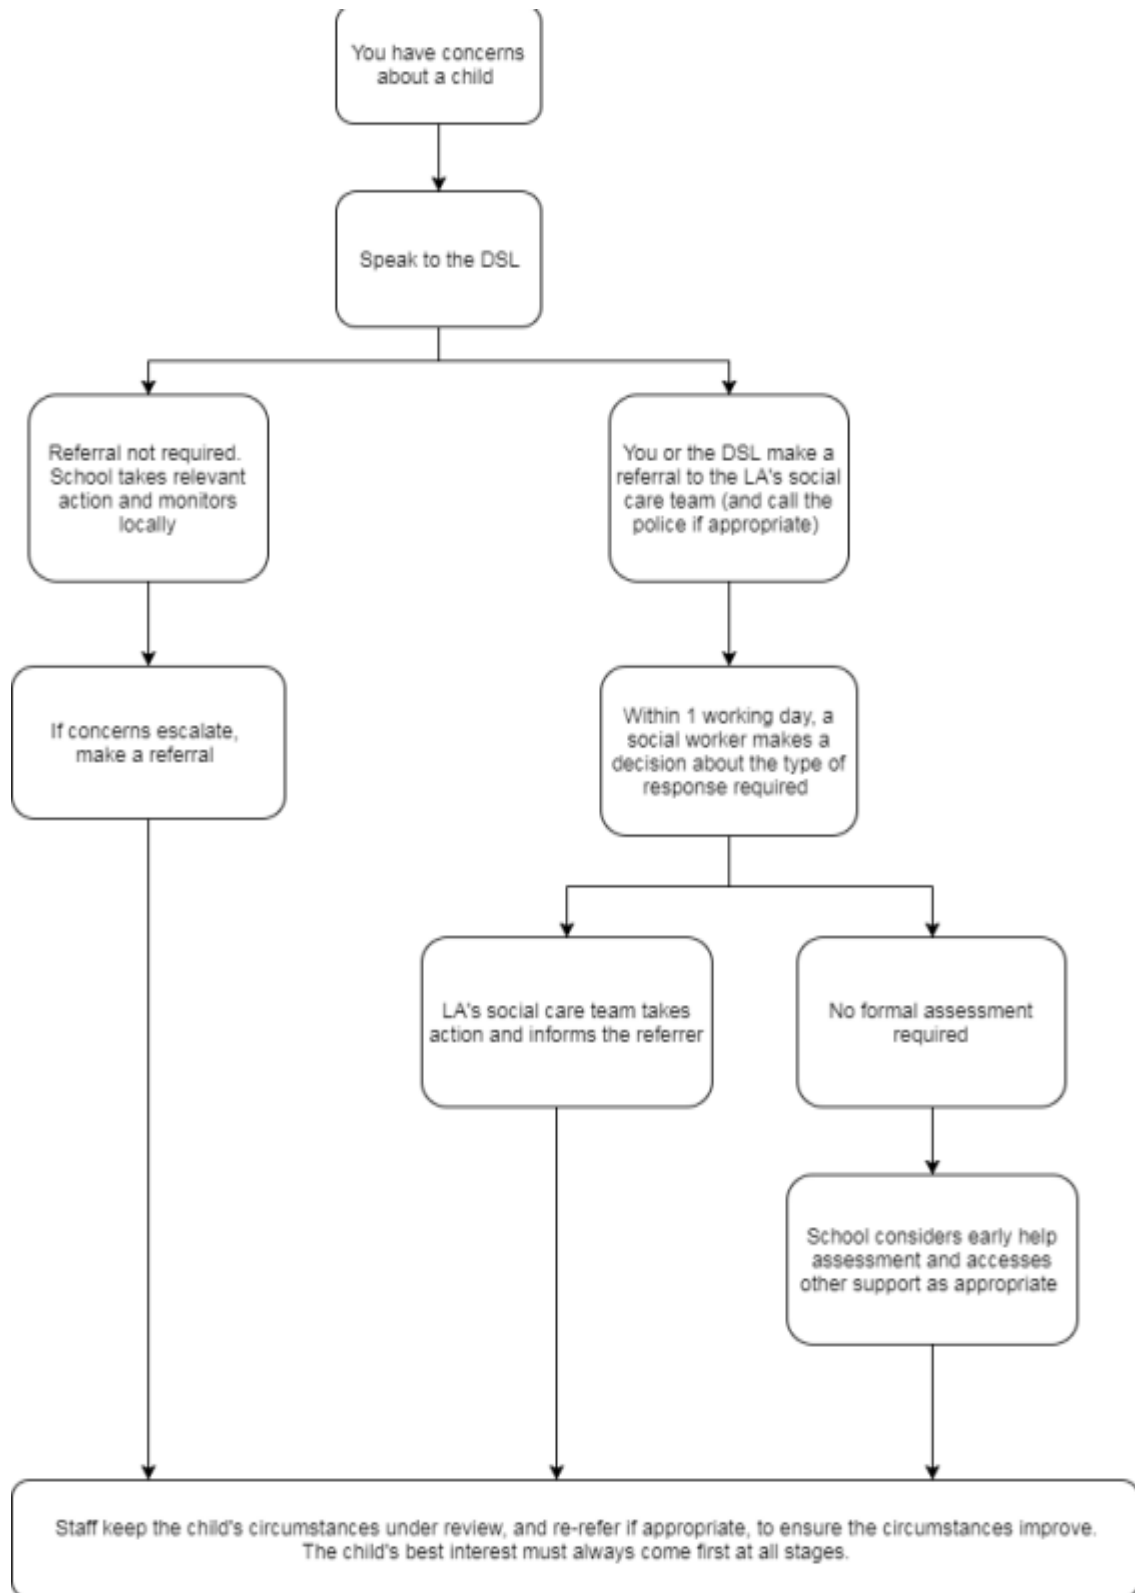 You have concerns
about a child
Speak to the DSL
Referral not required.
School takes relevant
action and monitors
locally
You or the DSL make a
referral to the LA's social
care team (and call the
police if appropriate)
If concerns escalate,
make a referral
Within 1 working day, a
social worker makes a
decision about the type of
response required
LA's social care team takes
action and informs the referrer
No formal assessment
required
School considers early help
assessment and accesses
other support as appropriate
Staff keep the child's circumstances under review, and re-refer if appropriate, to ensure the circumstances improve.
The child's best interest must always come first at all stages.